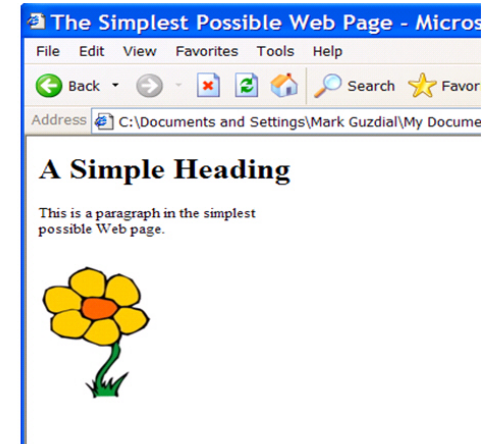 The Simplest Possible Web Page - Micros
File Edit View Favorites Tools Help
Back Search Favor
Address C:\Documents and Settings\Mark Guzdial\My Docume
A Simple Heading
This is a paragraph in the simplest
possible Web page.